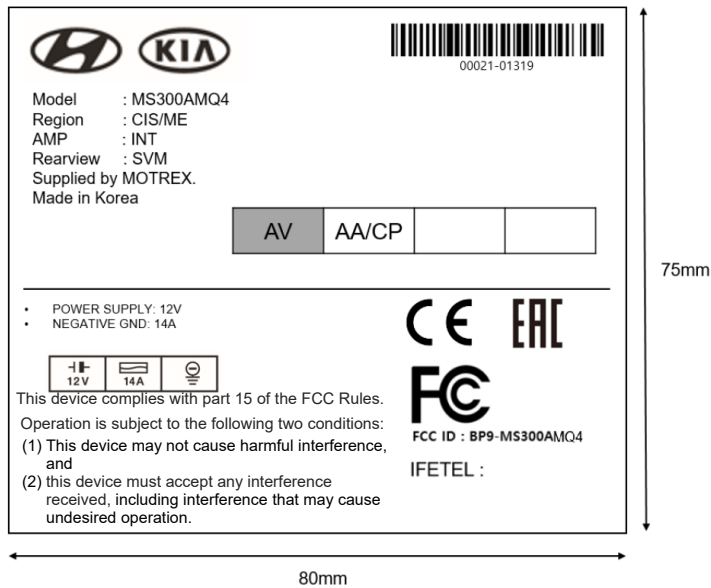 KIA
00021-01319
Model : MS300AMQ4
Region : CIS/ME
AMP : INT
Rearview : SVM
Supplied by MOTREX.
Made in Korea
AV AA/CP
75mm
• POWER SUPPLY: 12V
• NEGATIVE GND: 14A
CE EAC
12V 14A
FC
This device complies with part 15 of the FCC Rules.
Operation is subject to the following two conditions:
(1) This device may not cause harmful interference,
and
(2) this device must accept any interference
received, including interference that may cause
undesired operation.
FCC ID : BP9-MS300AMQ4
IFETEL :
80mm